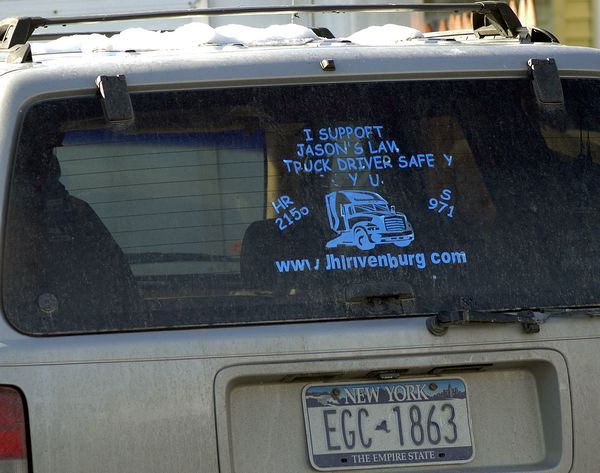 I SUPPORT
JASON'S LAW.
TRUCK DRIVER SAFE Y
Y U.
HR
2150
S
971
NEW YORK
EGC 1863
THE EMPIRE STATE